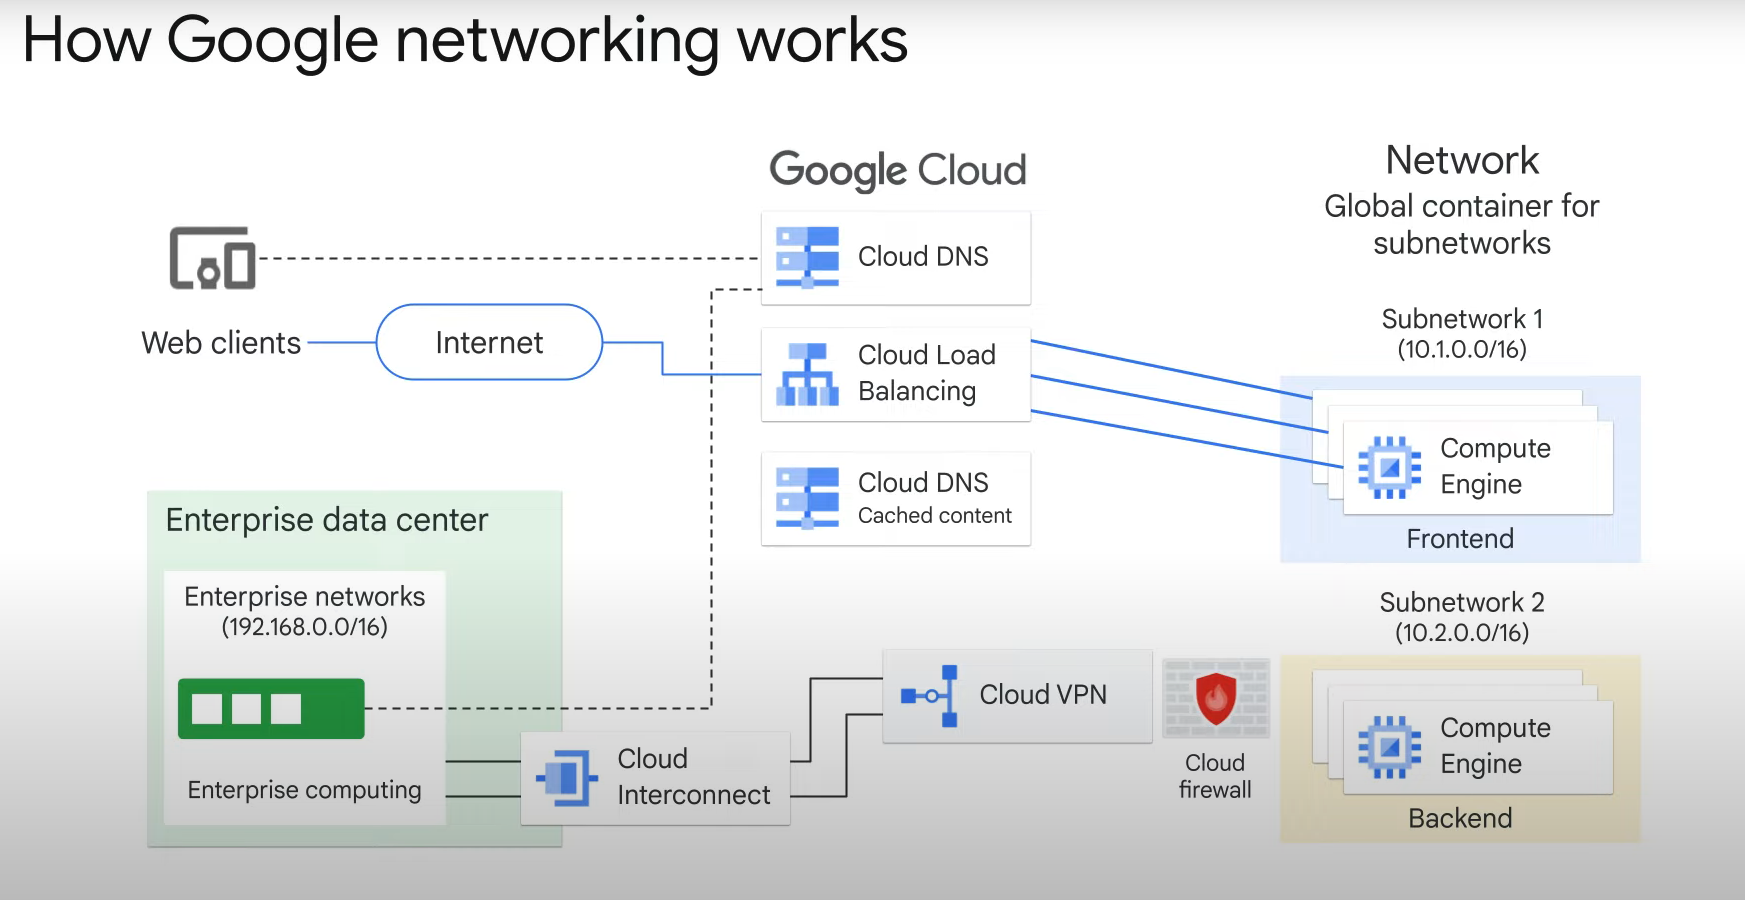 How Google networking works
Google Cloud
Network
Global container for
subnetworks
Cloud DNS
Web clients
Internet
Cloud Load
Balancing
Subnetwork 1
(10.1.0.0/16)
Compute
Engine
Frontend
Cloud DNS
Cached content
Enterprise data center
Enterprise networks
(192.168.0.0/16)
Enterprise computing
Cloud
Interconnect
Cloud VPN
Cloud
firewall
Subnetwork 2
(10.2.0.0/16)
Compute
Engine
Backend